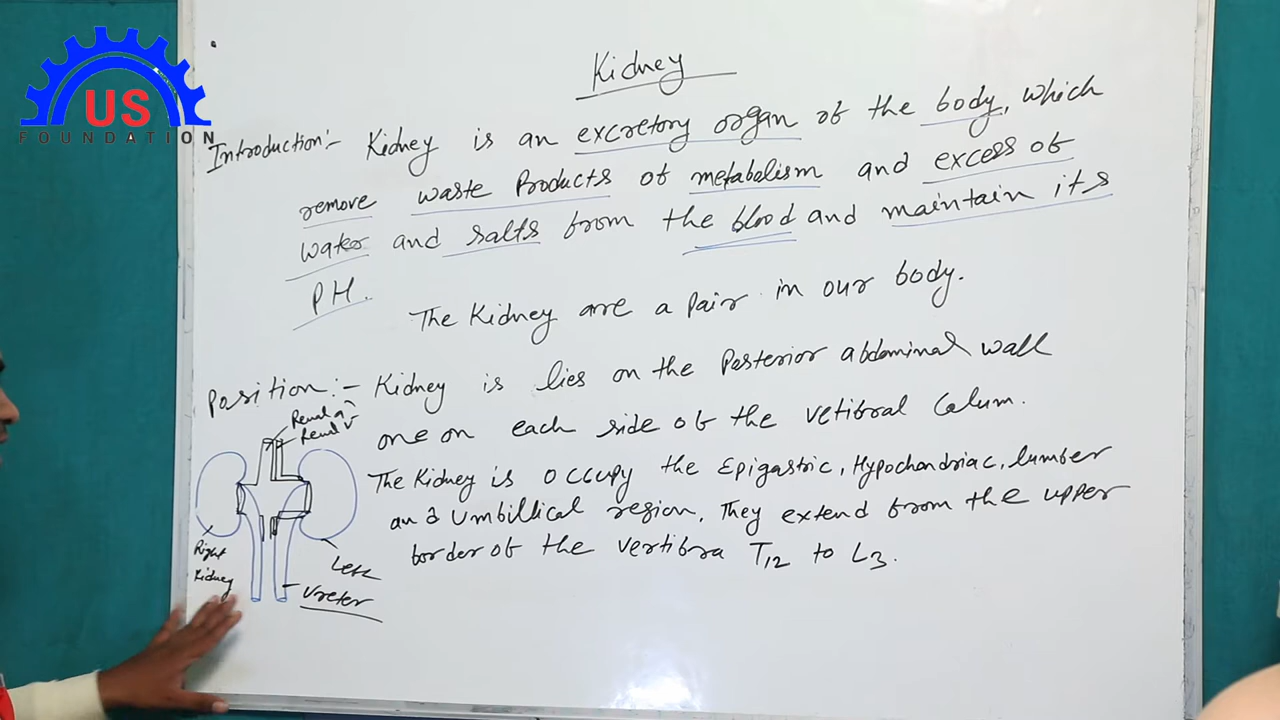 US
FOUNDATION
Kidney
Introduction:- Kidney is an excretory organ of the body, which
remove waste Products of metabolism and excess of
water and salts from the blood and maintain its
PH.
The Kidney are a pair in our body.
Position:- Kidney is lies on the Posterior abdominal wall
one on each side of the vetibral Colum.
The Kidney is occupy the Epigastric, Hypochondriac, lumber
and Umbillical region, They extend from the upper
border of the vertibra T12 to L3.
Renal a
Renal v
Right
Kidney
Left
Ureter